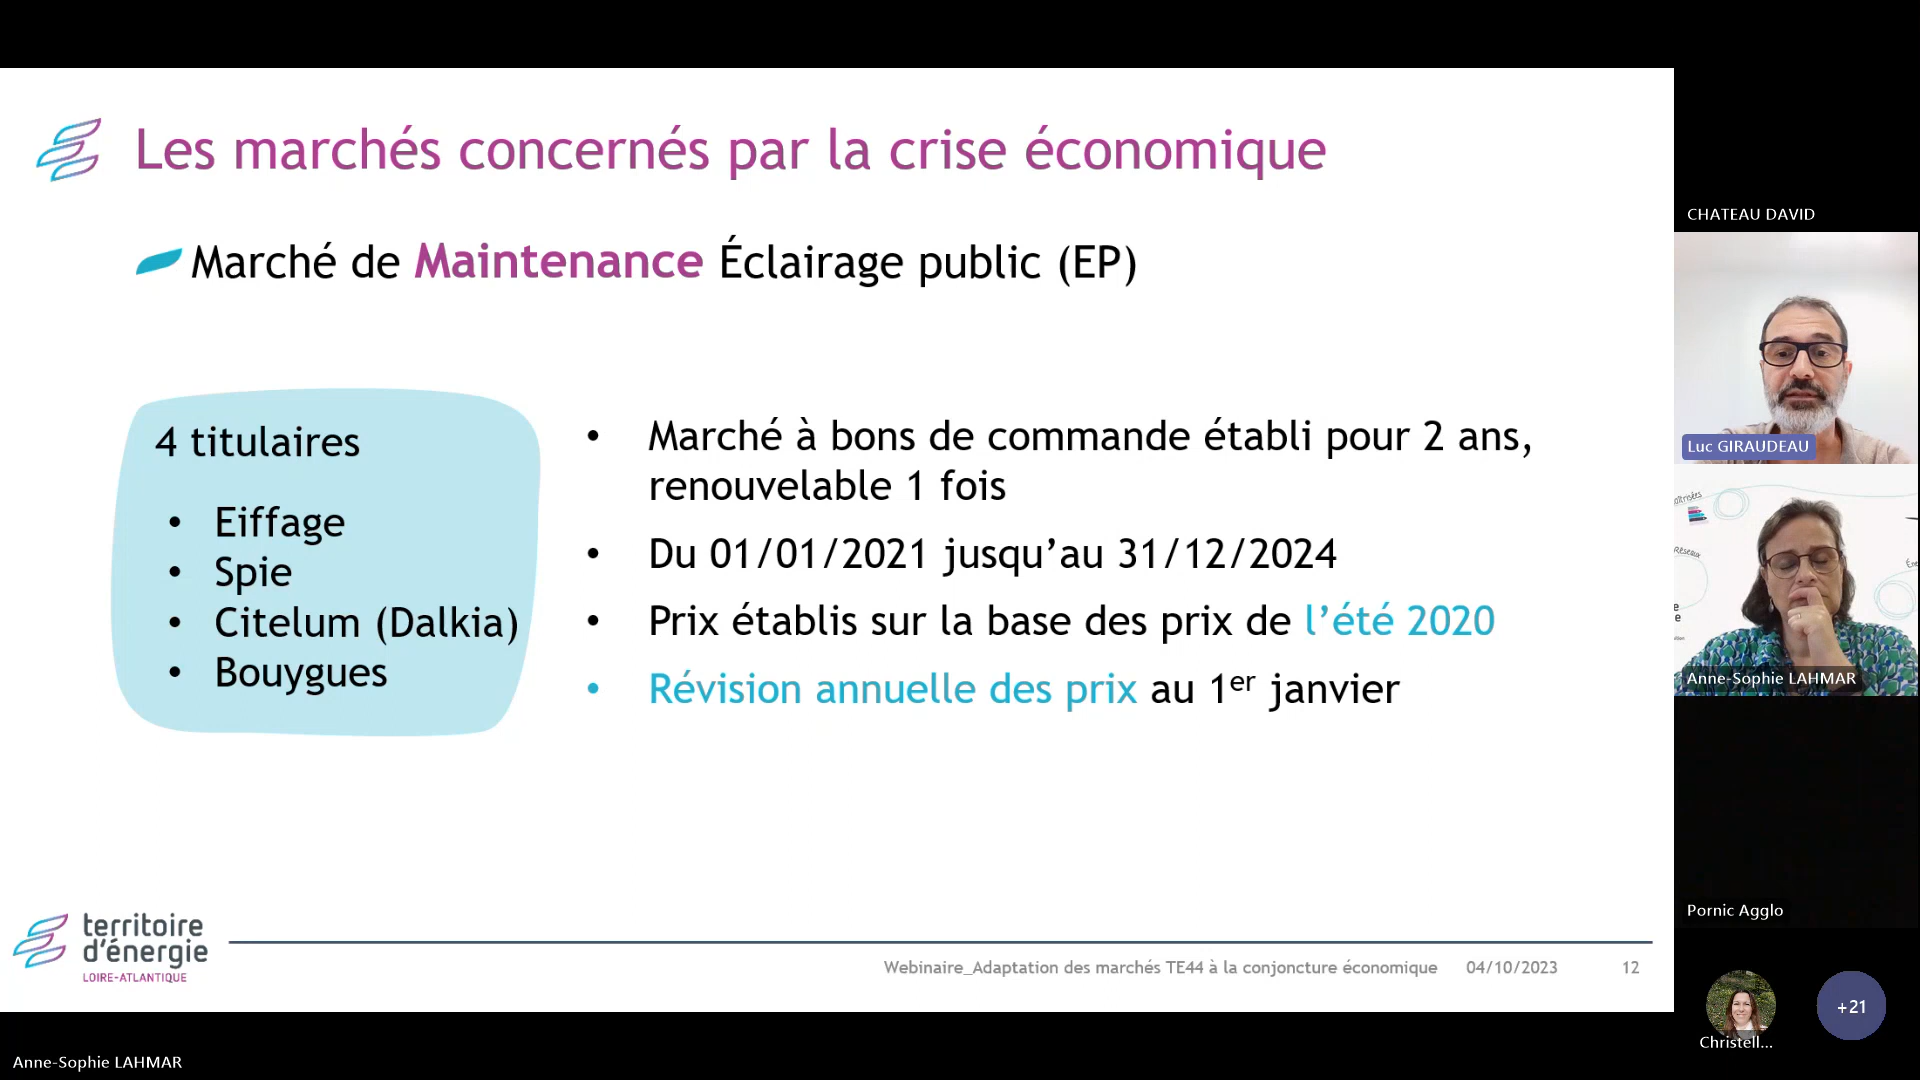 Les marchés concernés par la crise économique
Marché de Maintenance Éclairage public (EP)
4 titulaires
• Eiffage
• Spie
• Citelum (Dalkia)
• Bouygues
• Marché à bons de commande établi pour 2 ans,
renouvelable 1 fois
• Du 01/01/2021 jusqu’au 31/12/2024
• Prix établis sur la base des prix de l’été 2020
• Révision annuelle des prix au 1er janvier
territoire
d’énergie
LOIRE-ATLANTIQUE
Webinaire_Adaptation des marchés TE44 à la conjoncture économique 04/10/2023 12
CHATEAU DAVID
Luc GIRAUDEAU
Réseaux
Anne-Sophie LAHMAR
Pornic Agglo
Christell...
+21
Anne-Sophie LAHMAR